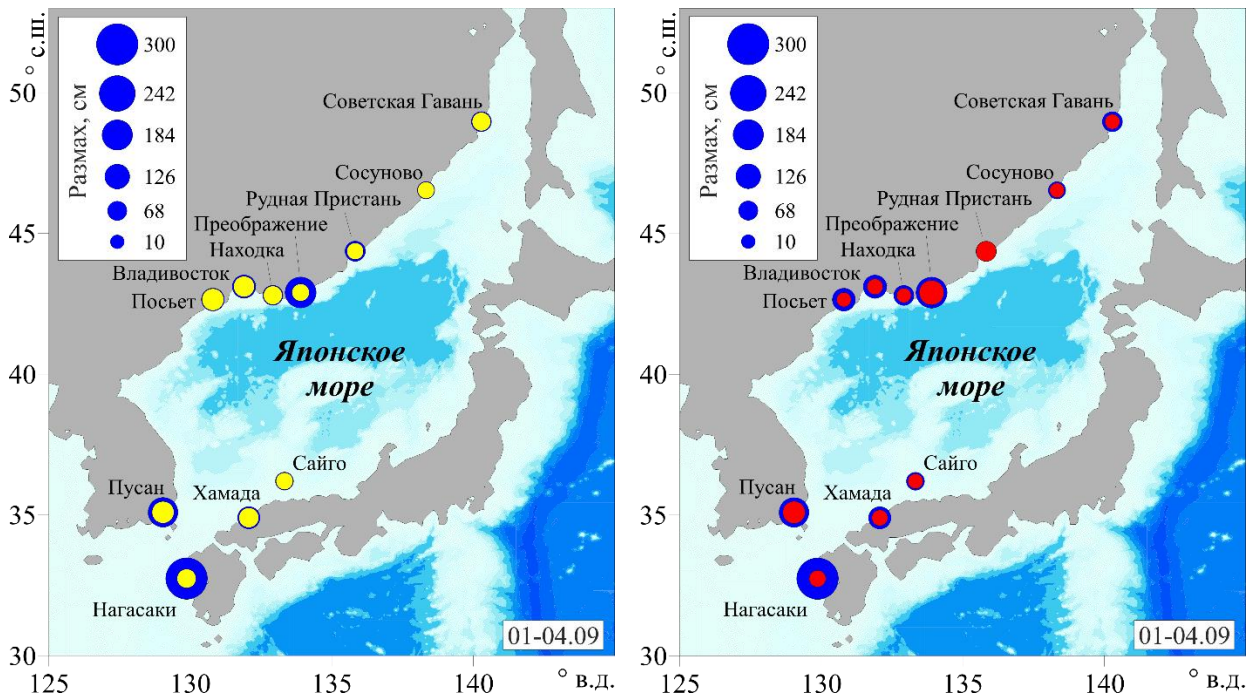 ° с.ш.
50
45
40
35
30
125
130
135
140
° в.д.
Размах, см
300
242
184
126
68
10
Советская Гавань
Сосуново
Рудная Пристань
Преображение
Находка
Владивосток
Посьет
Японское
море
Сайго
Пусан
Хамада
Нагасаки
01-04.09
° с.ш.
50
45
40
35
30
125
130
135
140
° в.д.
Размах, см
300
242
184
126
68
10
Советская Гавань
Сосуново
Рудная Пристань
Преображение
Находка
Владивосток
Посьет
Японское
море
Сайго
Пусан
Хамада
Нагасаки
01-04.09